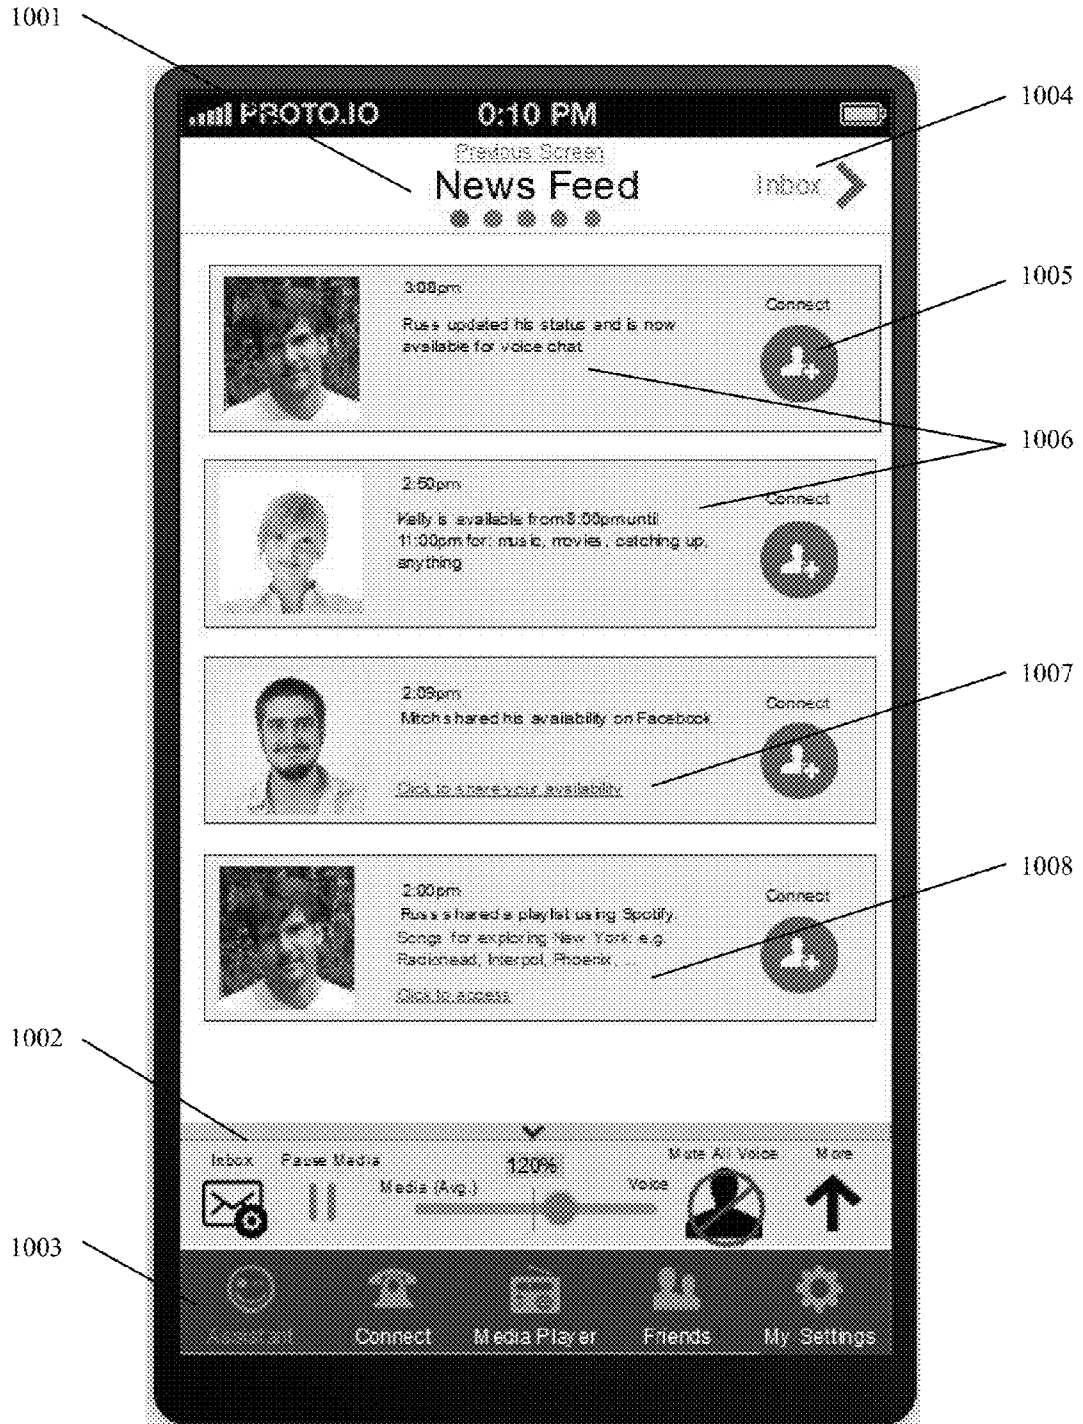 1001
PROTO.IO 0:10 PM
1004
Previous Screen
News Feed
Inbox
1005
3:08pm
Connect
Russ updated his status and is now
available for voice chat
1006
2:50pm
Connect
Kelly is available from 8:00pm until
11:00pm for: music, movies, catching up,
anything
1007
2:09pm
Connect
Mitch shared his availability on Facebook
Click to share your availability
1008
2:00pm
Connect
Russ shared a playlist using Spotify.
Songs for exploring New York: e.g.
Radiohead, Interpol, Phoenix, ...
Click to access
1002
Inbox Pause Media 120% Mute All Voice More
Media (Avg.) Voice
1003
Assistant Connect Media Player Friends My Settings